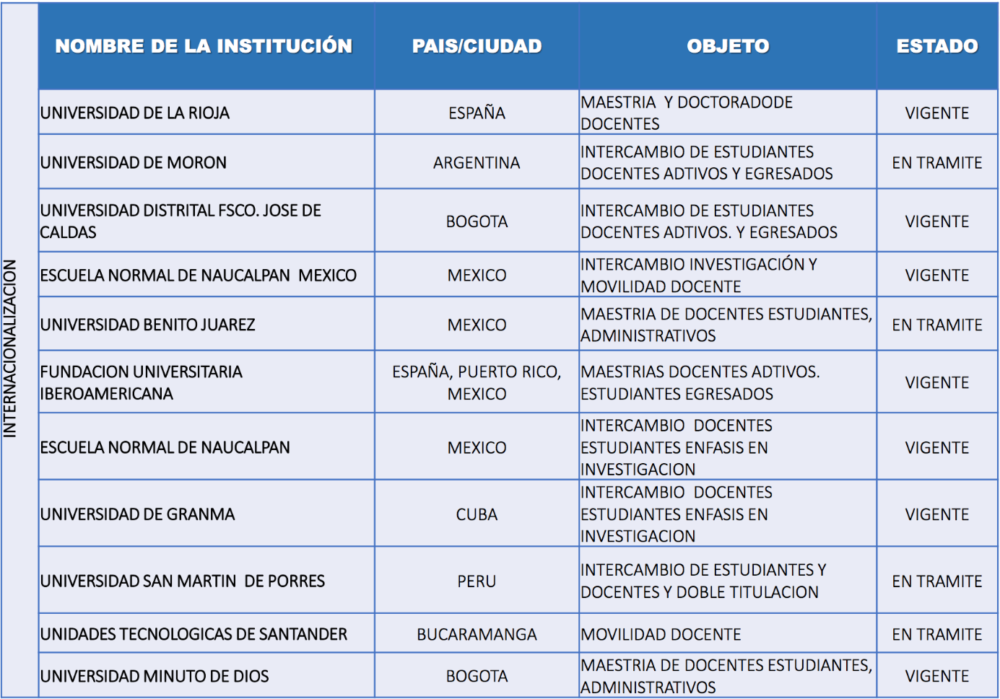 INTERNACIONALIZACION
NOMBRE DE LA INSTITUCIÓN PAIS/CIUDAD OBJETO ESTADO
UNIVERSIDAD DE LA RIOJA ESPAÑA MAESTRIA Y DOCTORADODE
DOCENTES VIGENTE
UNIVERSIDAD DE MORON ARGENTINA INTERCAMBIO DE ESTUDIANTES
DOCENTES ADTIVOS Y EGRESADOS EN TRAMITE
UNIVERSIDAD DISTRITAL FSCO. JOSE DE
CALDAS BOGOTA INTERCAMBIO DE ESTUDIANTES
DOCENTES ADTIVOS. Y EGRESADOS VIGENTE
ESCUELA NORMAL DE NAUCALPAN MEXICO MEXICO INTERCAMBIO INVESTIGACIÓN Y
MOVILIDAD DOCENTE VIGENTE
UNIVERSIDAD BENITO JUAREZ MEXICO MAESTRIA DE DOCENTES ESTUDIANTES,
ADMINISTRATIVOS EN TRAMITE
FUNDACION UNIVERSITARIA
IBEROAMERICANA ESPAÑA, PUERTO RICO,
MEXICO MAESTRIAS DOCENTES ADTIVOS.
ESTUDIANTES EGRESADOS VIGENTE
ESCUELA NORMAL DE NAUCALPAN MEXICO INTERCAMBIO DOCENTES
ESTUDIANTES ENFASIS EN
INVESTIGACION VIGENTE
UNIVERSIDAD DE GRANMA CUBA INTERCAMBIO DOCENTES
ESTUDIANTES ENFASIS EN
INVESTIGACION VIGENTE
UNIVERSIDAD SAN MARTIN DE PORRES PERU INTERCAMBIO DE ESTUDIANTES Y
DOCENTES Y DOBLE TITULACION EN TRAMITE
UNIDADES TECNOLOGICAS DE SANTANDER BUCARAMANGA MOVILIDAD DOCENTE EN TRAMITE
UNIVERSIDAD MINUTO DE DIOS BOGOTA MAESTRIA DE DOCENTES ESTUDIANTES,
ADMINISTRATIVOS VIGENTE